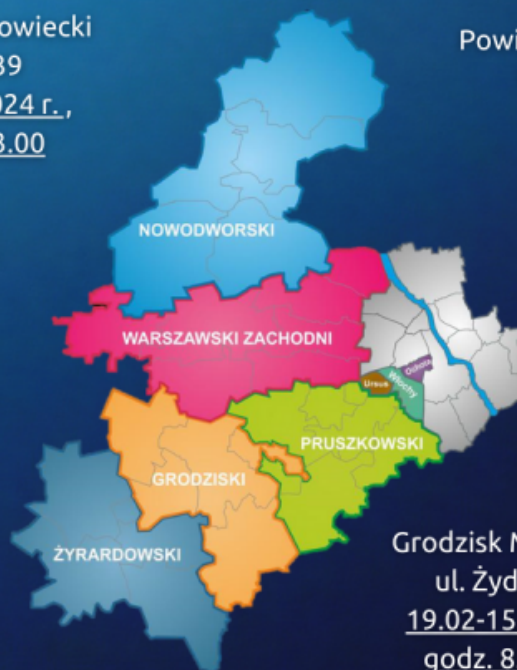 owiecki
39
024 r. ,
8.00
Powi
NOWODWORSKI
WARSZAWSKI ZACHODNI
Ochota
Ursus
Włochy
PRUSZKOWSKI
GRODZISKI
ŻYRARDOWSKI
Grodzisk M
ul. Żyd
19.02-15
godz. 8